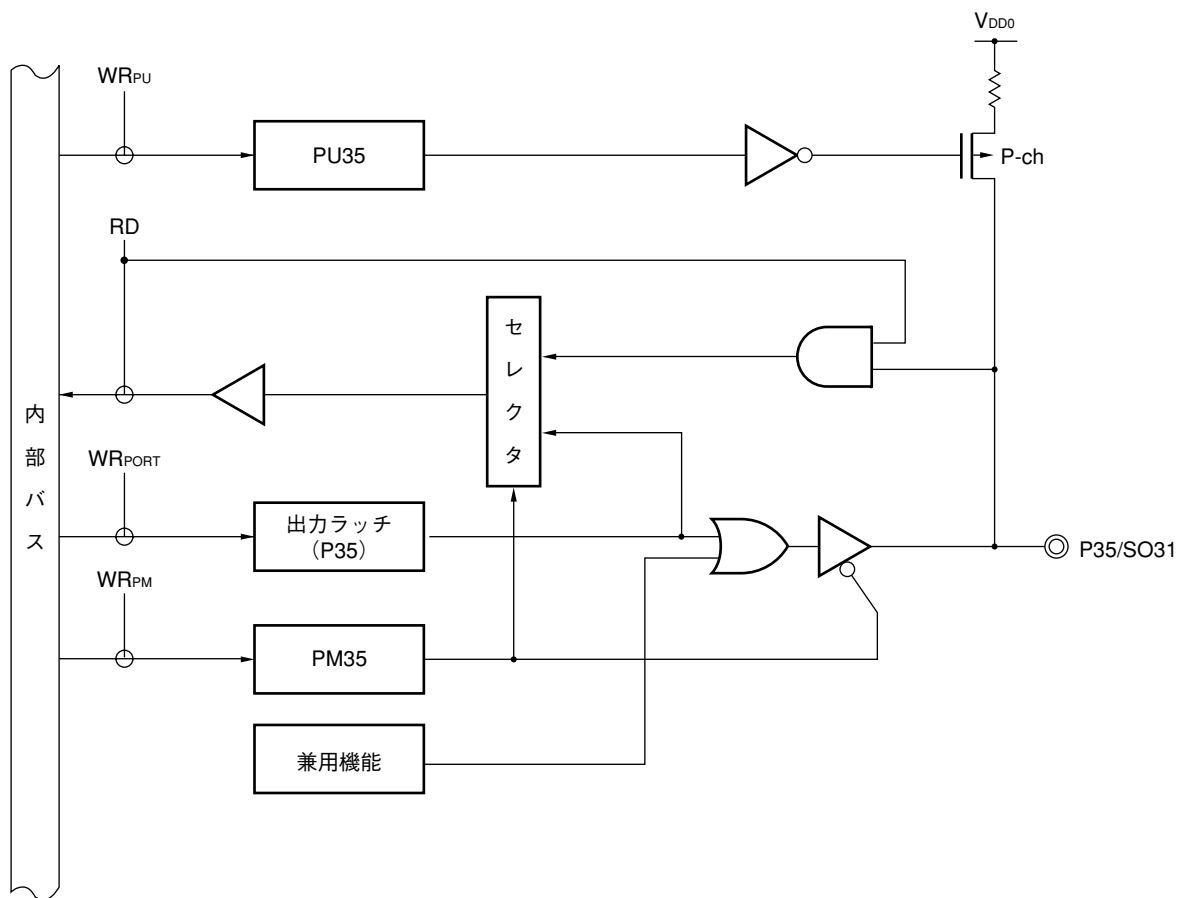 VDD0
WRPU
PU35
P-ch
RD
セレクタ
内部バス
WRPORT
出力ラッチ
（P35）
P35/SO31
WRPM
PM35
兼用機能